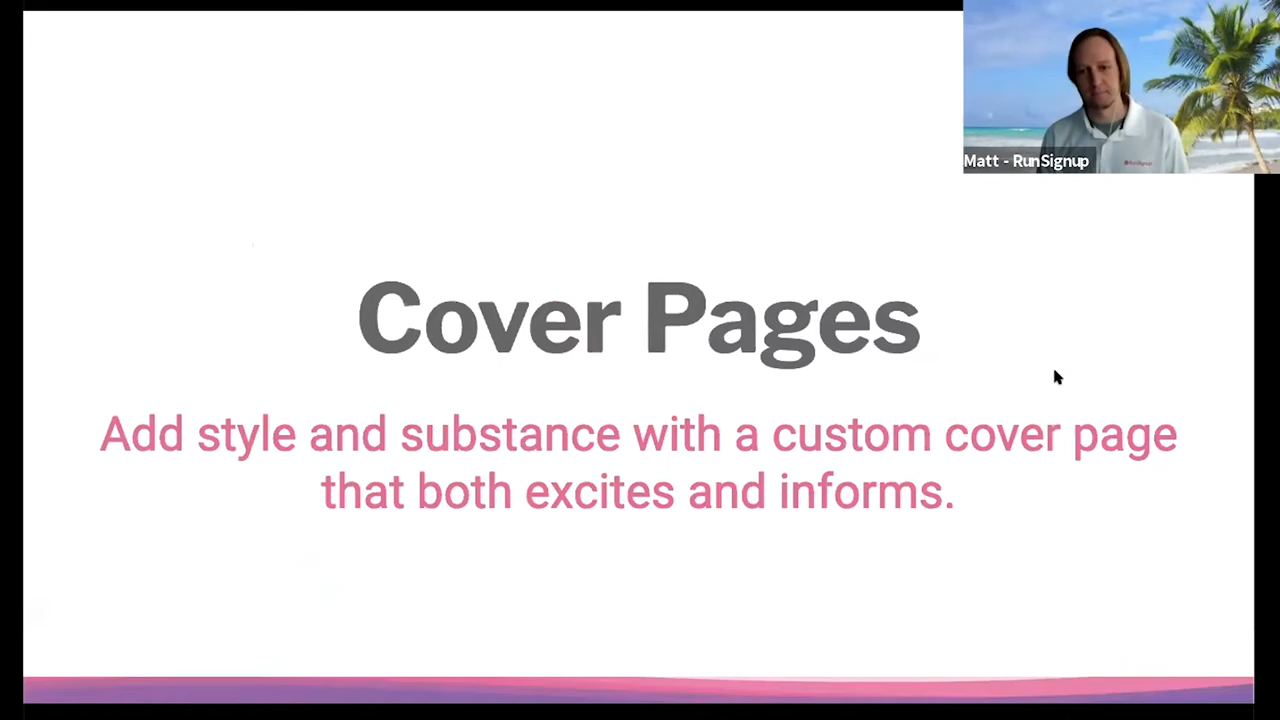 Matt - RunSignup
Cover Pages
Add style and substance with a custom cover page
that both excites and informs.